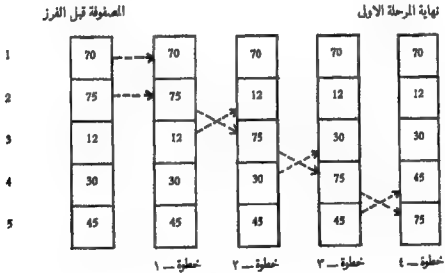 المصفوفة قبل الفرز نهاية المرحلة الاولى
1 70 70 70 70 70
2 75 75 12 12 12
3 12 12 75 30 30
4 30 30 30 75 45
5 45 45 45 45 75
خطوة – ١ خطوة – ٢ خطوة – ٣ خطوة – ٤